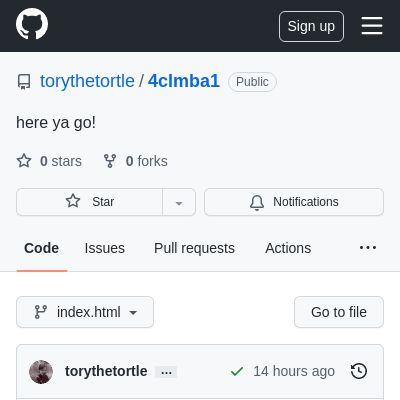 Sign up
torythetortle / 4clmba1 Public
here ya go!
0 stars 0 forks
Star Notifications
Code Issues Pull requests Actions ...
index.html Go to file
torythetortle ... 14 hours ago